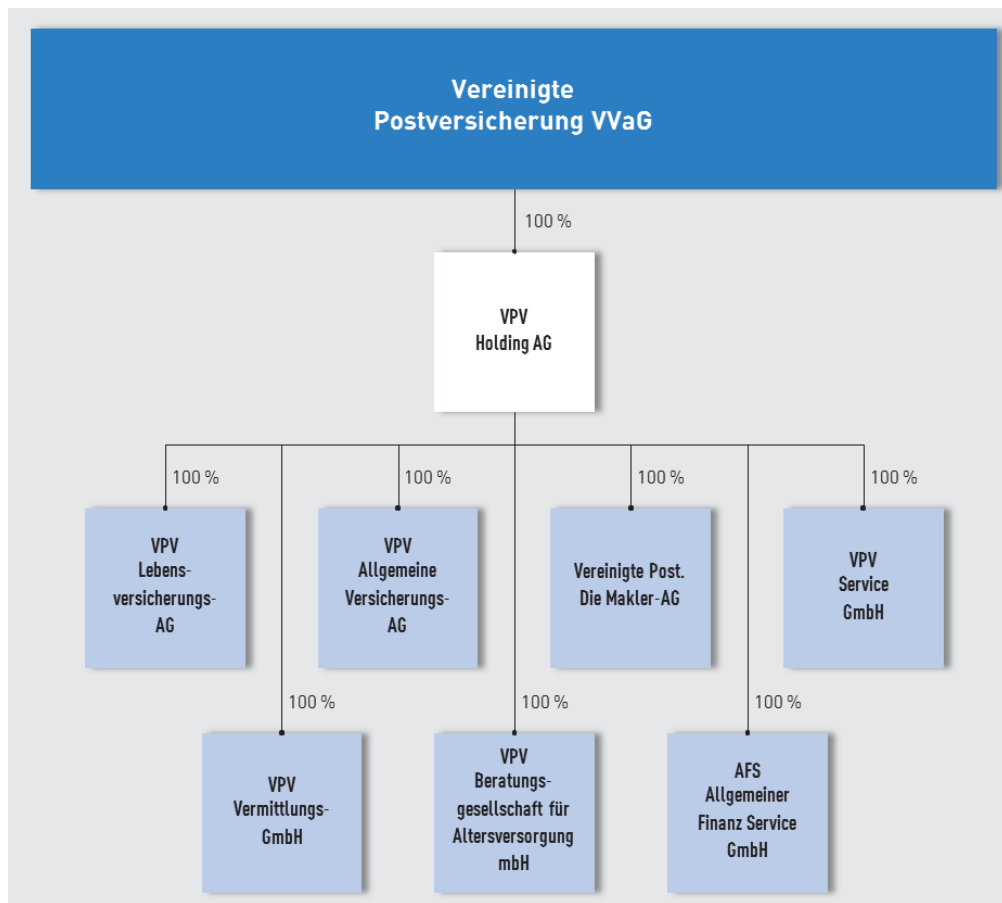 Vereinigte
Postversicherung VVaG
100 %
VPV
Holding AG
100 %
100 %
100 %
100 %
VPV
Lebens-
versicherungs-
AG
VPV
Allgemeine
Versicherungs-
AG
Vereinigte Post.
Die Makler-AG
VPV
Service
GmbH
100 %
100 %
100 %
VPV
Vermittlungs-
GmbH
VPV
Beratungs-
gesellschaft für
Altersversorgung
mbH
AFS
Allgemeiner
Finanz Service
GmbH